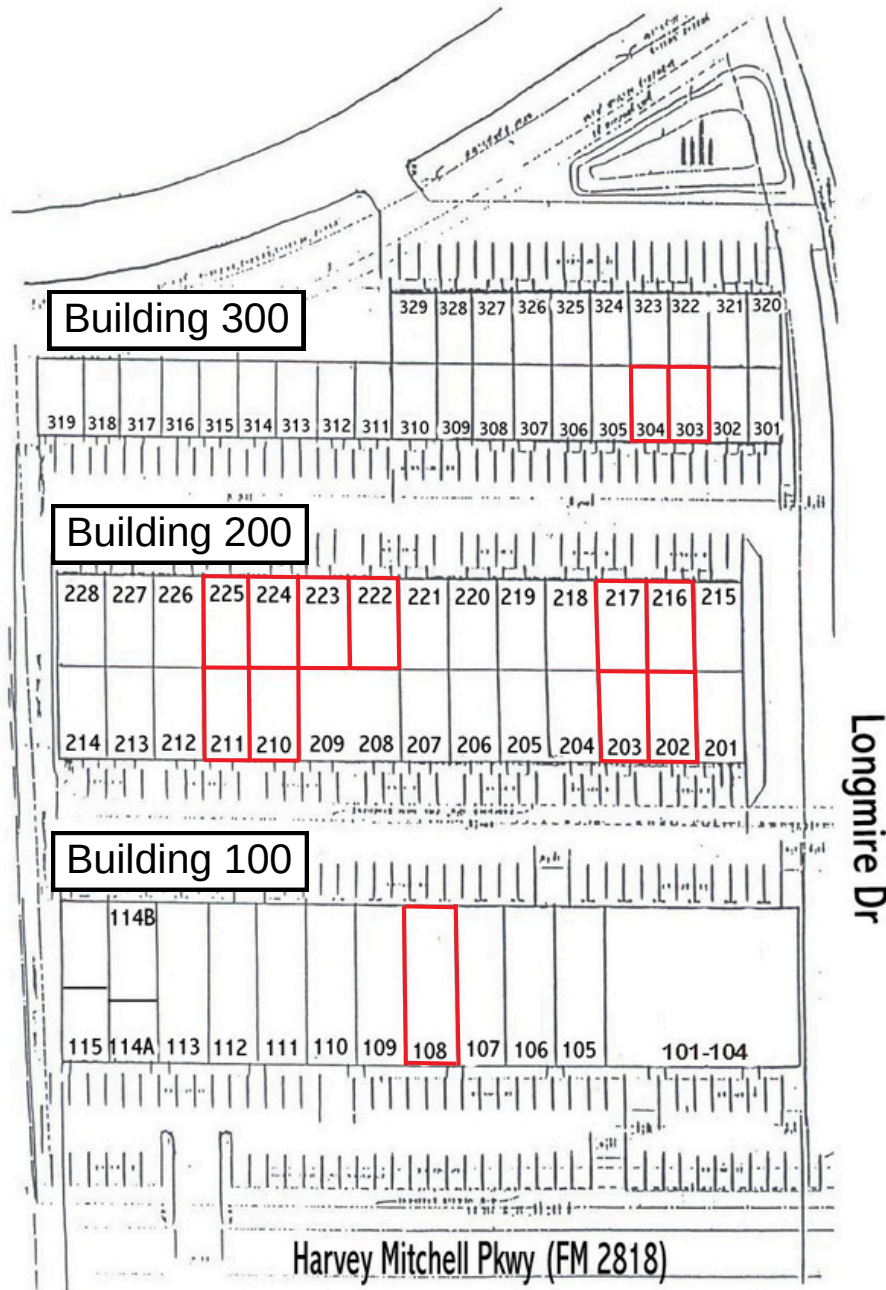 Building 300
329 328 327 326 325 324 323 322 321 320
319 318 317 316 315 314 313 312 311 310 309 308 307 306 305 304 303 302 301
Building 200
228 227 226 225 224 223 222 221 220 219 218 217 216 215
214 213 212 211 210 209 208 207 206 205 204 203 202 201
Longmire Dr
Building 100
114B
115 114A 113 112 111 110 109 108 107 106 105 101-104
Harvey Mitchell Pkwy (FM 2818)